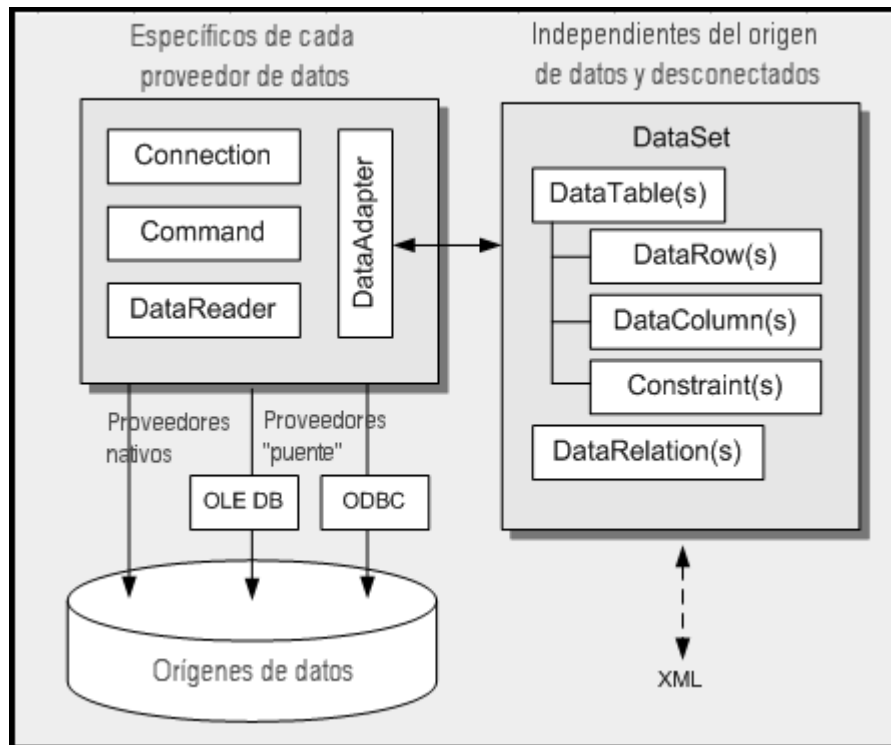 Específicos de cada
proveedor de datos
Connection
Command
DataReader
DataAdapter
Proveedores
nativos
Proveedores
"puente"
OLE DB
ODBC
Orígenes de datos
Independientes del origen
de datos y desconectados
DataSet
DataTable(s)
DataRow(s)
DataColumn(s)
Constraint(s)
DataRelation(s)
XML